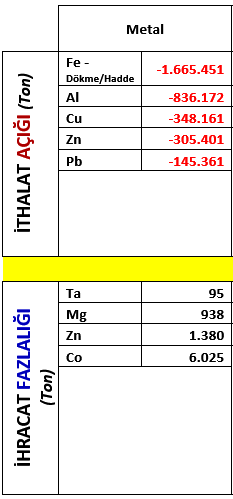 Metal
İTHALAT AÇIĞI (Ton)
Fe - -1.665.451
Dökme/Hadde
Al -836.172
Cu -348.161
Zn -305.401
Pb -145.361
İHRACAT FAZLALIĞI
(Ton)
Ta 95
Mg 938
Zn 1.380
Co 6.025